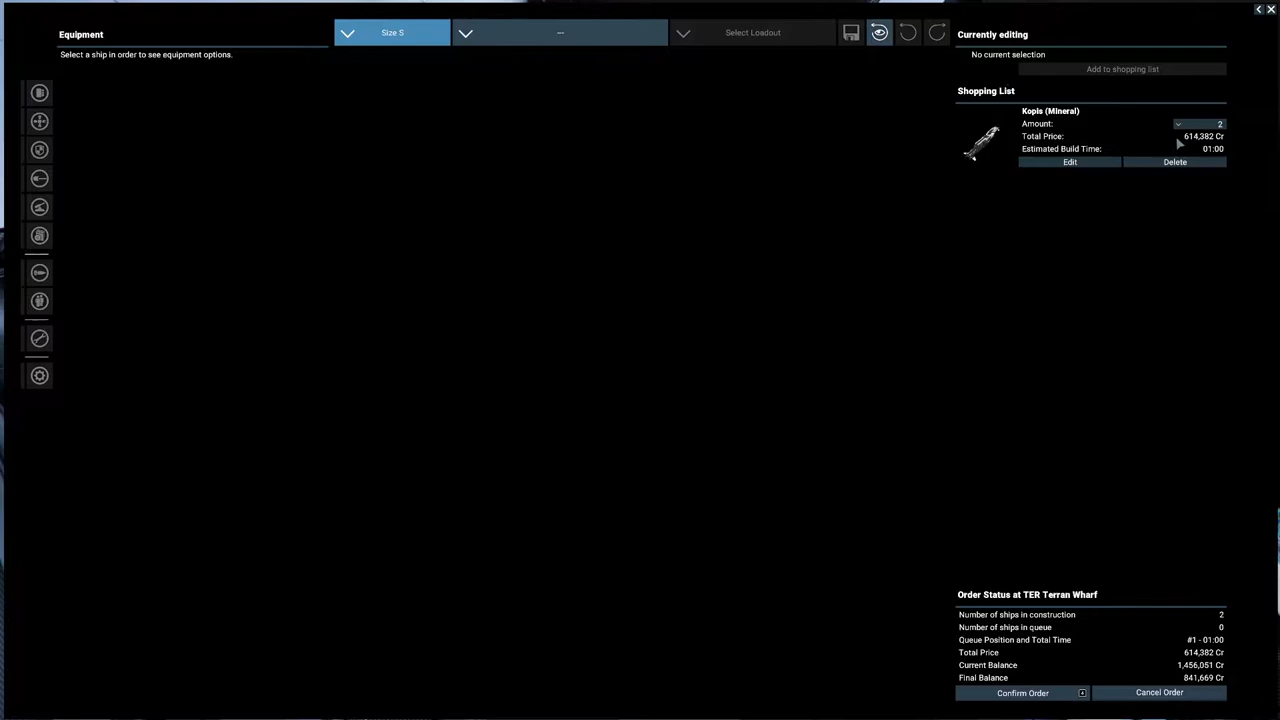 Equipment
Select a ship in order to see equipment options.
Size S
---
Select Loadout
Currently editing
No current selection
Add to shopping list
Shopping List
Kopis (Mineral)
Amount: 2
Total Price: 614,382 Cr
Estimated Build Time: 01:00
Edit
Delete
Order Status at TER Terran Wharf
Number of ships in construction 2
Number of ships in queue 0
Queue Position and Total Time #1 - 01:00
Total Price 614,382 Cr
Current Balance 1,456,051 Cr
Final Balance 841,669 Cr
Confirm Order
Cancel Order